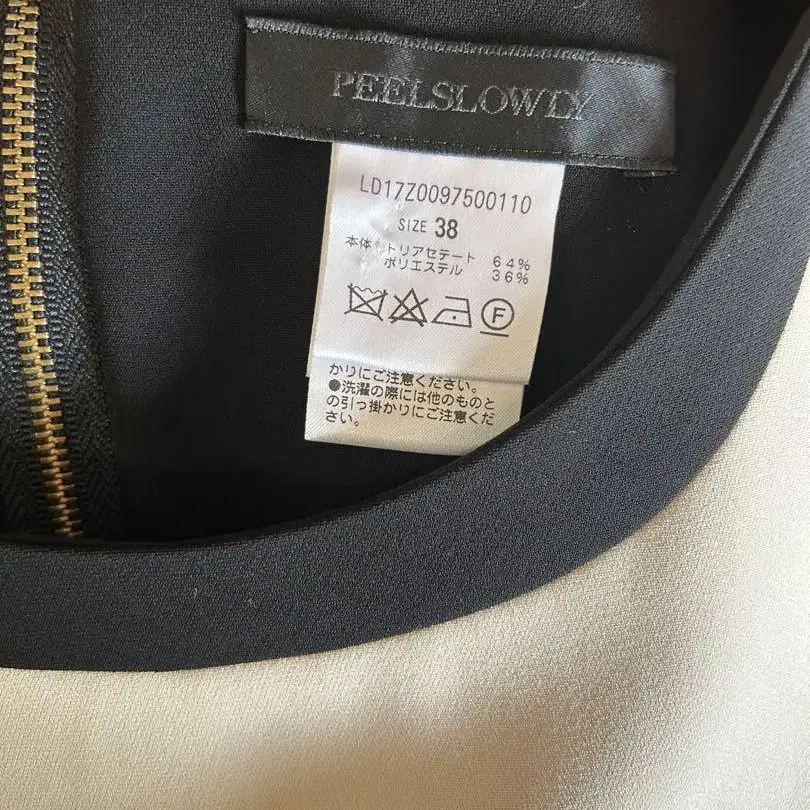 PEELSLOWLY
LD17Z0097500110
SIZE 38
本体 トリアセテート 64%
ポリエステル 36%
F
かりにご注意ください。
●洗濯の際には他のものと
の引っ掛かりにご注意くだ
さい。